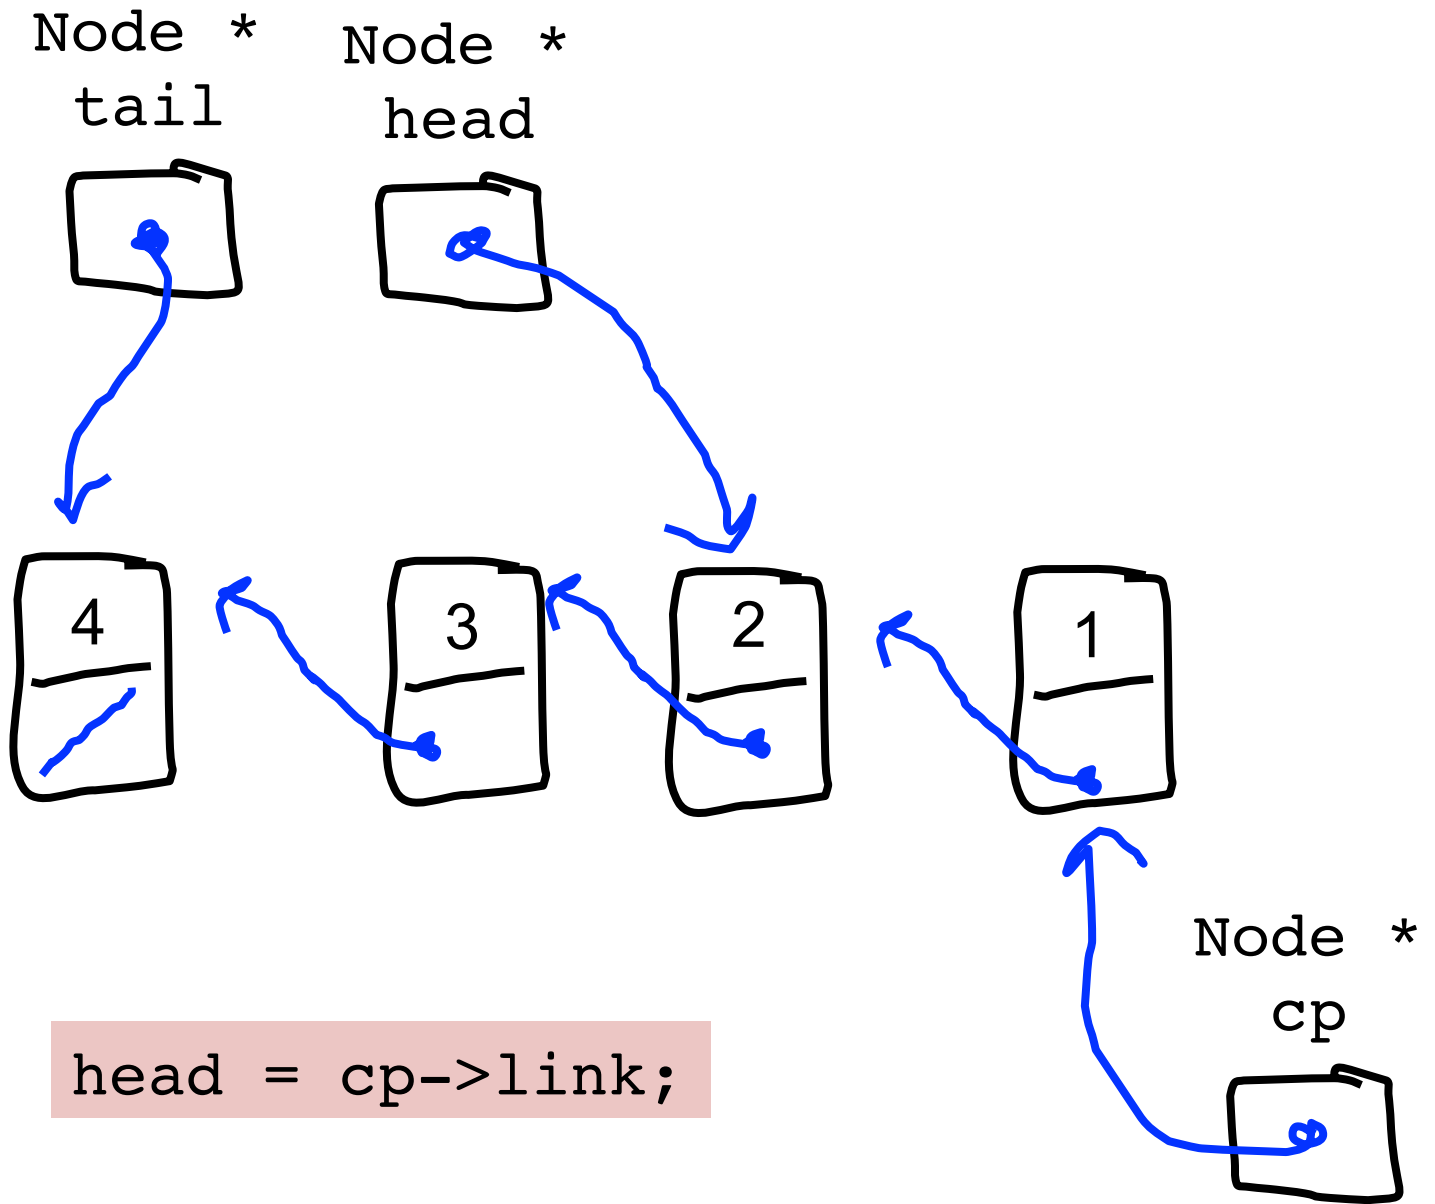 Node *
tail
Node *
head
4
3
2
1
Node *
cp
head = cp->link;